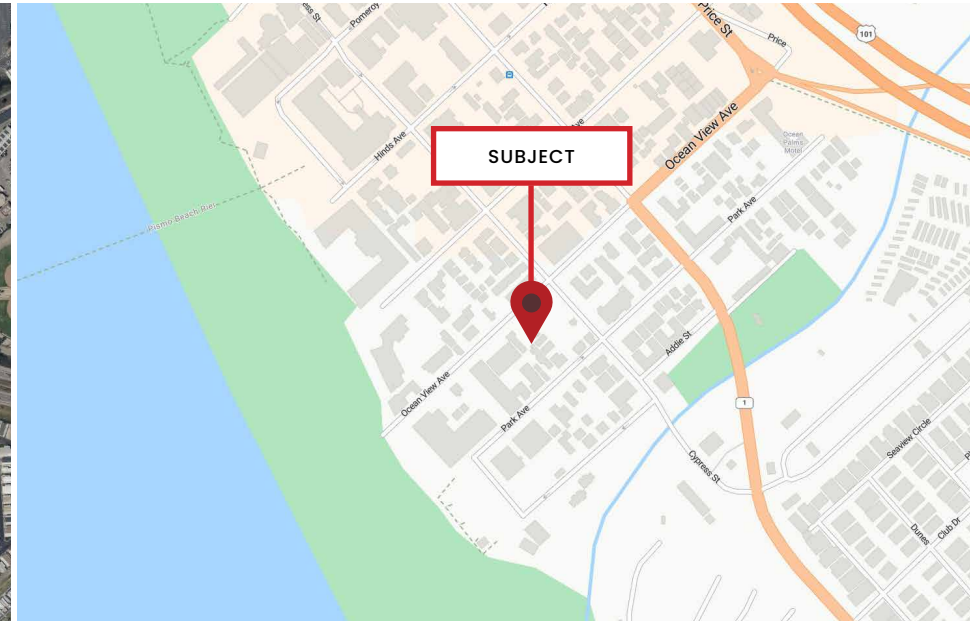 Pomeroy
Price St
Price
101
Hinds Ave
Ocean View Ave
SUBJECT
Ocean
Palms
Motel
Park Ave
Pismo Beach Pier
Addie St
Ocean View Ave
Park Ave
1
Cypress St
Seaview Circle
Dunes
Club Dr